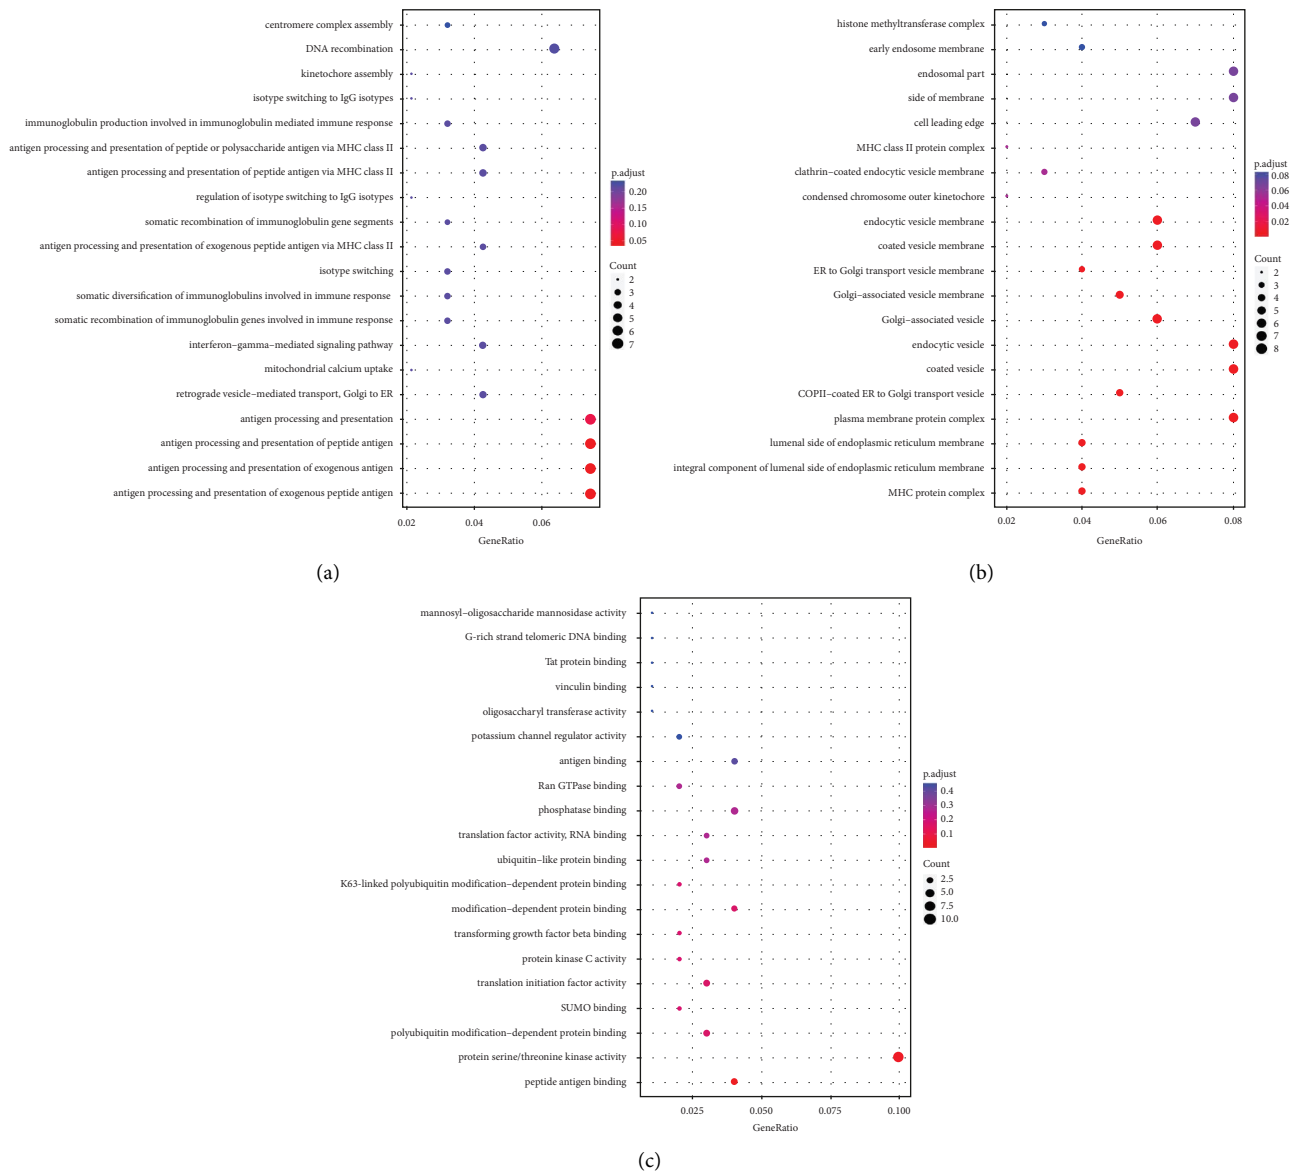 centromere complex assembly
DNA recombination
kinetochore assembly
isotype switching to IgG isotypes
immunoglobulin production involved in immunoglobulin mediated immune response
antigen processing and presentation of peptide or polysaccharide antigen via MHC class II
antigen processing and presentation of peptide antigen via MHC class II
regulation of isotype switching to IgG isotypes
somatic recombination of immunoglobulin gene segments
antigen processing and presentation of exogenous peptide antigen via MHC class II
isotype switching
somatic diversification of immunoglobulins involved in immune response
somatic recombination of immunoglobulin genes involved in immune response
interferon–gamma–mediated signaling pathway
mitochondrial calcium uptake
retrograde vesicle–mediated transport, Golgi to ER
antigen processing and presentation
antigen processing and presentation of peptide antigen
antigen processing and presentation of exogenous antigen
antigen processing and presentation of exogenous peptide antigen
0.02 0.04 0.06
GeneRatio
p.adjust
0.20
0.15
0.10
0.05
Count
2
3
4
5
6
7
(a)
histone methyltransferase complex
early endosome membrane
endosomal part
side of membrane
cell leading edge
MHC class II protein complex
clathrin–coated endocytic vesicle membrane
condensed chromosome outer kinetochore
endocytic vesicle membrane
coated vesicle membrane
ER to Golgi transport vesicle membrane
Golgi–associated vesicle membrane
Golgi–associated vesicle
endocytic vesicle
coated vesicle
COPII–coated ER to Golgi transport vesicle
plasma membrane protein complex
lumenal side of endoplasmic reticulum membrane
integral component of lumenal side of endoplasmic reticulum membrane
MHC protein complex
0.02 0.04 0.06 0.08
GeneRatio
p.adjust
0.08
0.06
0.04
0.02
Count
2
3
4
5
6
7
8
(b)
mannosyl–oligosaccharide mannosidase activity
G-rich strand telomeric DNA binding
Tat protein binding
vinculin binding
oligosaccharyl transferase activity
potassium channel regulator activity
antigen binding
Ran GTPase binding
phosphatase binding
translation factor activity, RNA binding
ubiquitin–like protein binding
K63-linked polyubiquitin modification–dependent protein binding
modification–dependent protein binding
transforming growth factor beta binding
protein kinase C activity
translation initiation factor activity
SUMO binding
polyubiquitin modification–dependent protein binding
protein serine/threonine kinase activity
peptide antigen binding
0.025 0.050 0.075 0.100
GeneRatio
p.adjust
0.4
0.3
0.2
0.1
Count
2.5
5.0
7.5
10.0
(c)